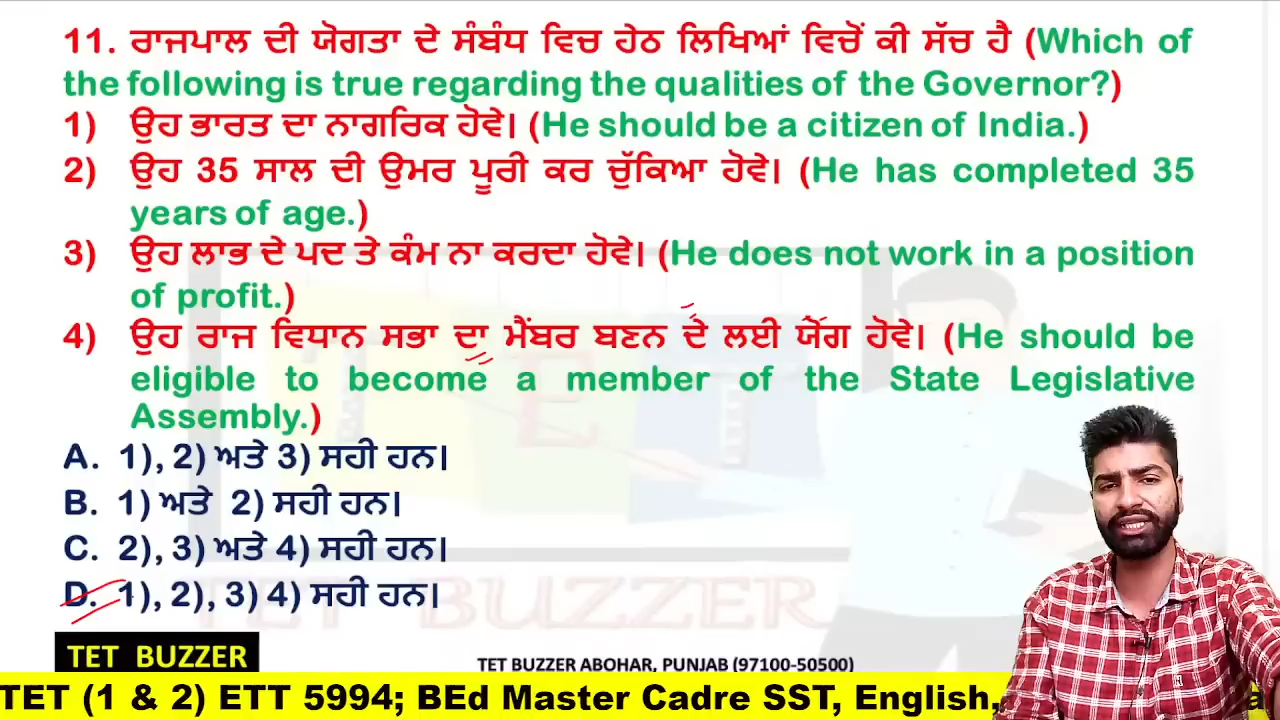 11. ਰਾਜਪਾਲ ਦੀ ਯੋਗਤਾ ਦੇ ਸੰਬੰਧ ਵਿਚ ਹੇਠ ਲਿਖਿਆਂ ਵਿਚੋਂ ਕੀ ਸੱਚ ਹੈ (Which of
the following is true regarding the qualities of the Governor?)
1) ਉਹ ਭਾਰਤ ਦਾ ਨਾਗਰਿਕ ਹੋਵੇ। (He should be a citizen of India.)
2) ਉਹ 35 ਸਾਲ ਦੀ ਉਮਰ ਪੂਰੀ ਕਰ ਚੁੱਕਿਆ ਹੋਵੇ। (He has completed 35
years of age.)
3) ਉਹ ਲਾਭ ਦੇ ਪਦ ਤੇ ਕੰਮ ਨਾ ਕਰਦਾ ਹੋਵੇ। (He does not work in a position
of profit.)
4) ਉਹ ਰਾਜ ਵਿਧਾਨ ਸਭਾ ਦਾ ਮੈਂਬਰ ਬਣਨ ਦੇ ਲਈ ਯੋਗ ਹੋਵੇ। (He should be
eligible to become a member of the State Legislative
Assembly.)
A. 1), 2) ਅਤੇ 3) ਸਹੀ ਹਨ।
B. 1) ਅਤੇ 2) ਸਹੀ ਹਨ।
C. 2), 3) ਅਤੇ 4) ਸਹੀ ਹਨ।
D. 1), 2), 3) 4) ਸਹੀ ਹਨ।
TET BUZZER
TET BUZZER
TET BUZZER ABOHAR, PUNJAB (97100-50500)
TET (1 & 2) ETT 5994; BEd Master Cadre SST, English,